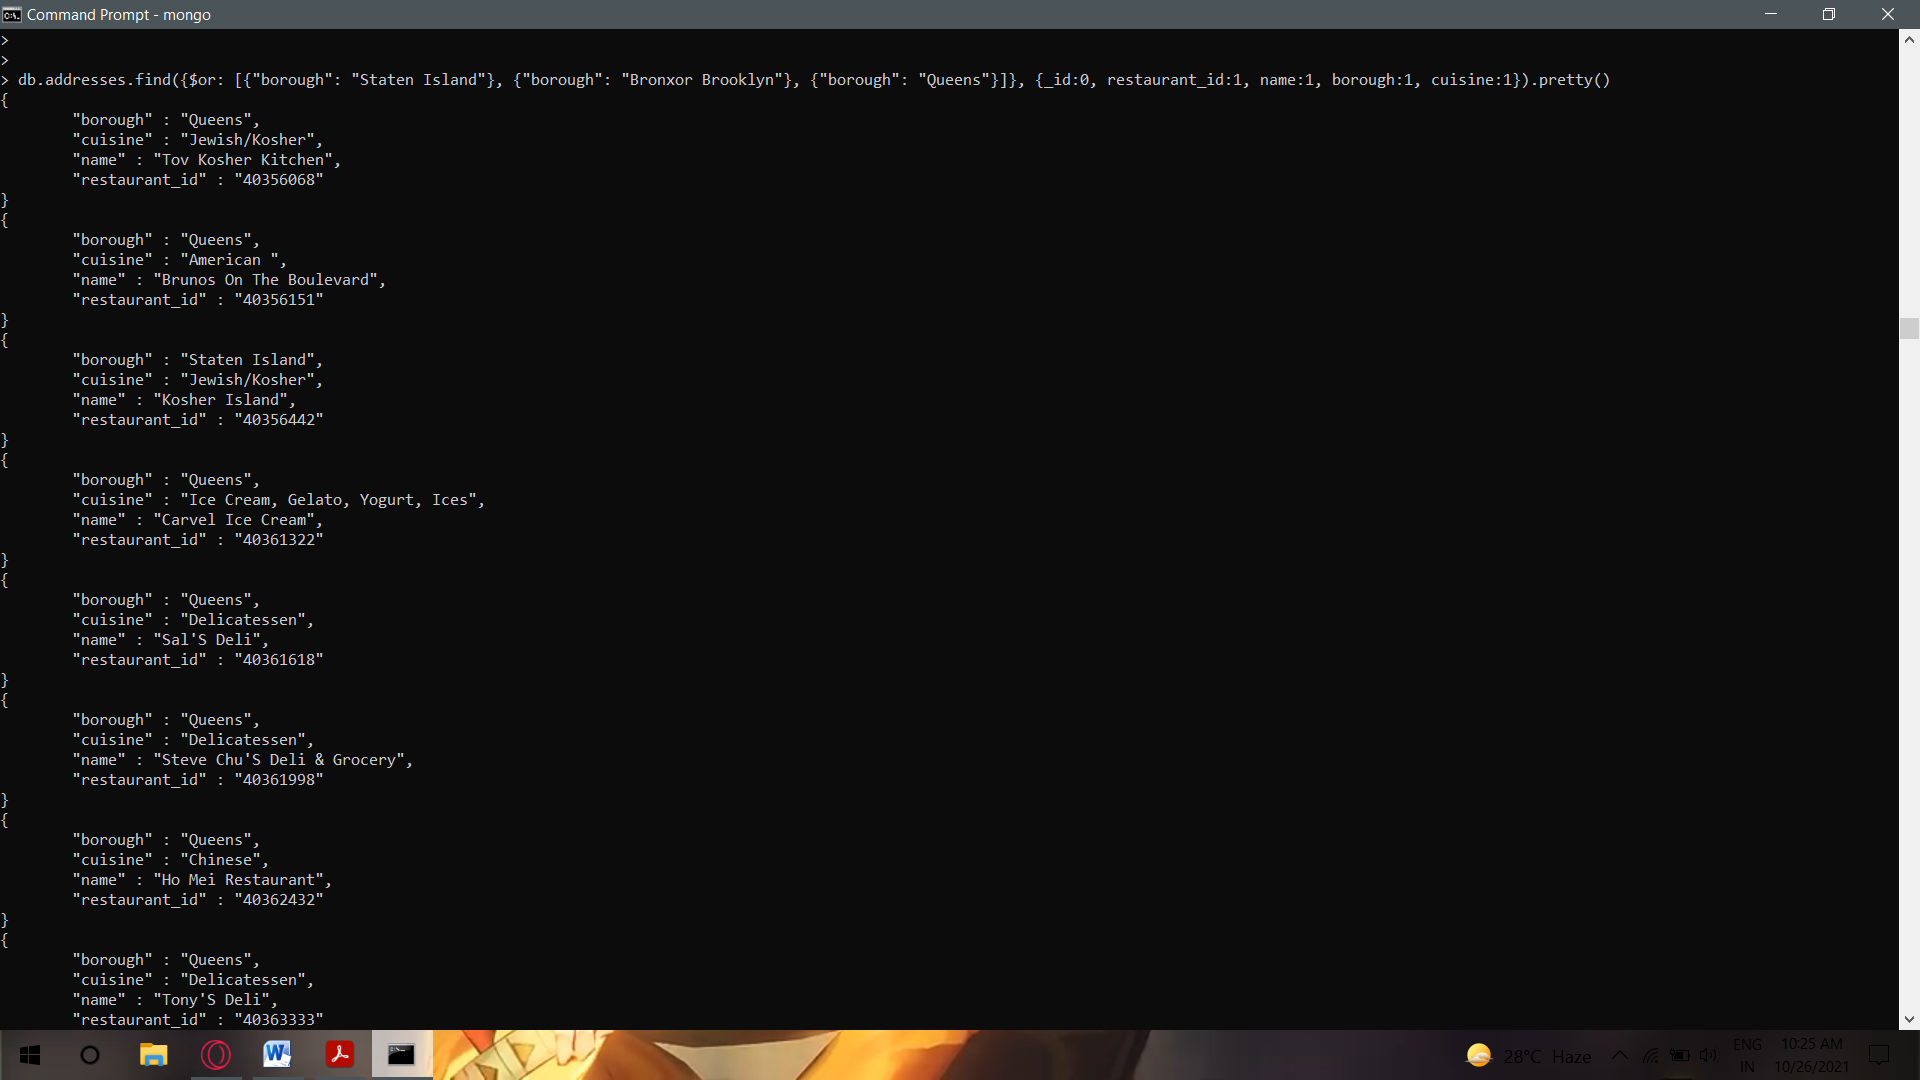 Command Prompt - mongo
>
>
> db.addresses.find({$or: [{"borough": "Staten Island"}, {"borough": "Bronxor Brooklyn"}, {"borough": "Queens"}]}, {_id:0, restaurant_id:1, name:1, borough:1, cuisine:1}).pretty()
{
"borough" : "Queens",
"cuisine" : "Jewish/Kosher",
"name" : "Tov Kosher Kitchen",
"restaurant_id" : "40356068"
}
{
"borough" : "Queens",
"cuisine" : "American ",
"name" : "Brunos On The Boulevard",
"restaurant_id" : "40356151"
}
{
"borough" : "Staten Island",
"cuisine" : "Jewish/Kosher",
"name" : "Kosher Island",
"restaurant_id" : "40356442"
}
{
"borough" : "Queens",
"cuisine" : "Ice Cream, Gelato, Yogurt, Ices",
"name" : "Carvel Ice Cream",
"restaurant_id" : "40361322"
}
{
"borough" : "Queens",
"cuisine" : "Delicatessen",
"name" : "Sal'S Deli",
"restaurant_id" : "40361618"
}
{
"borough" : "Queens",
"cuisine" : "Delicatessen",
"name" : "Steve Chu'S Deli & Grocery",
"restaurant_id" : "40361998"
}
{
"borough" : "Queens",
"cuisine" : "Chinese",
"name" : "Ho Mei Restaurant",
"restaurant_id" : "40362432"
}
{
"borough" : "Queens",
"cuisine" : "Delicatessen",
"name" : "Tony'S Deli",
"restaurant_id" : "40363333"
28°C Haze
ENG
IN
10:25 AM
10/26/2021